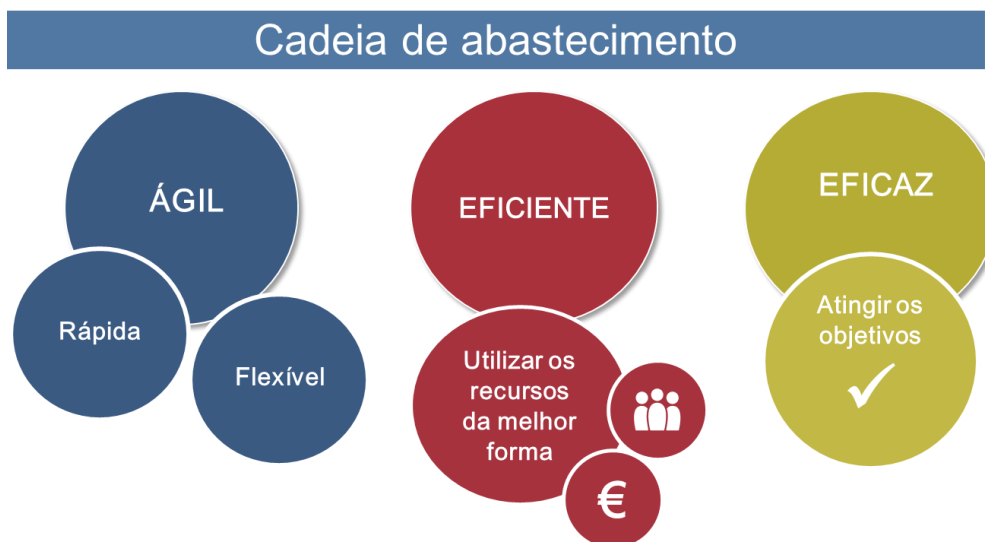 Cadeia de abastecimento
ÁGIL
Rápida
Flexível
EFICIENTE
Utilizar os
recursos
da melhor
forma
€
EFICAZ
Atingir os
objetivos